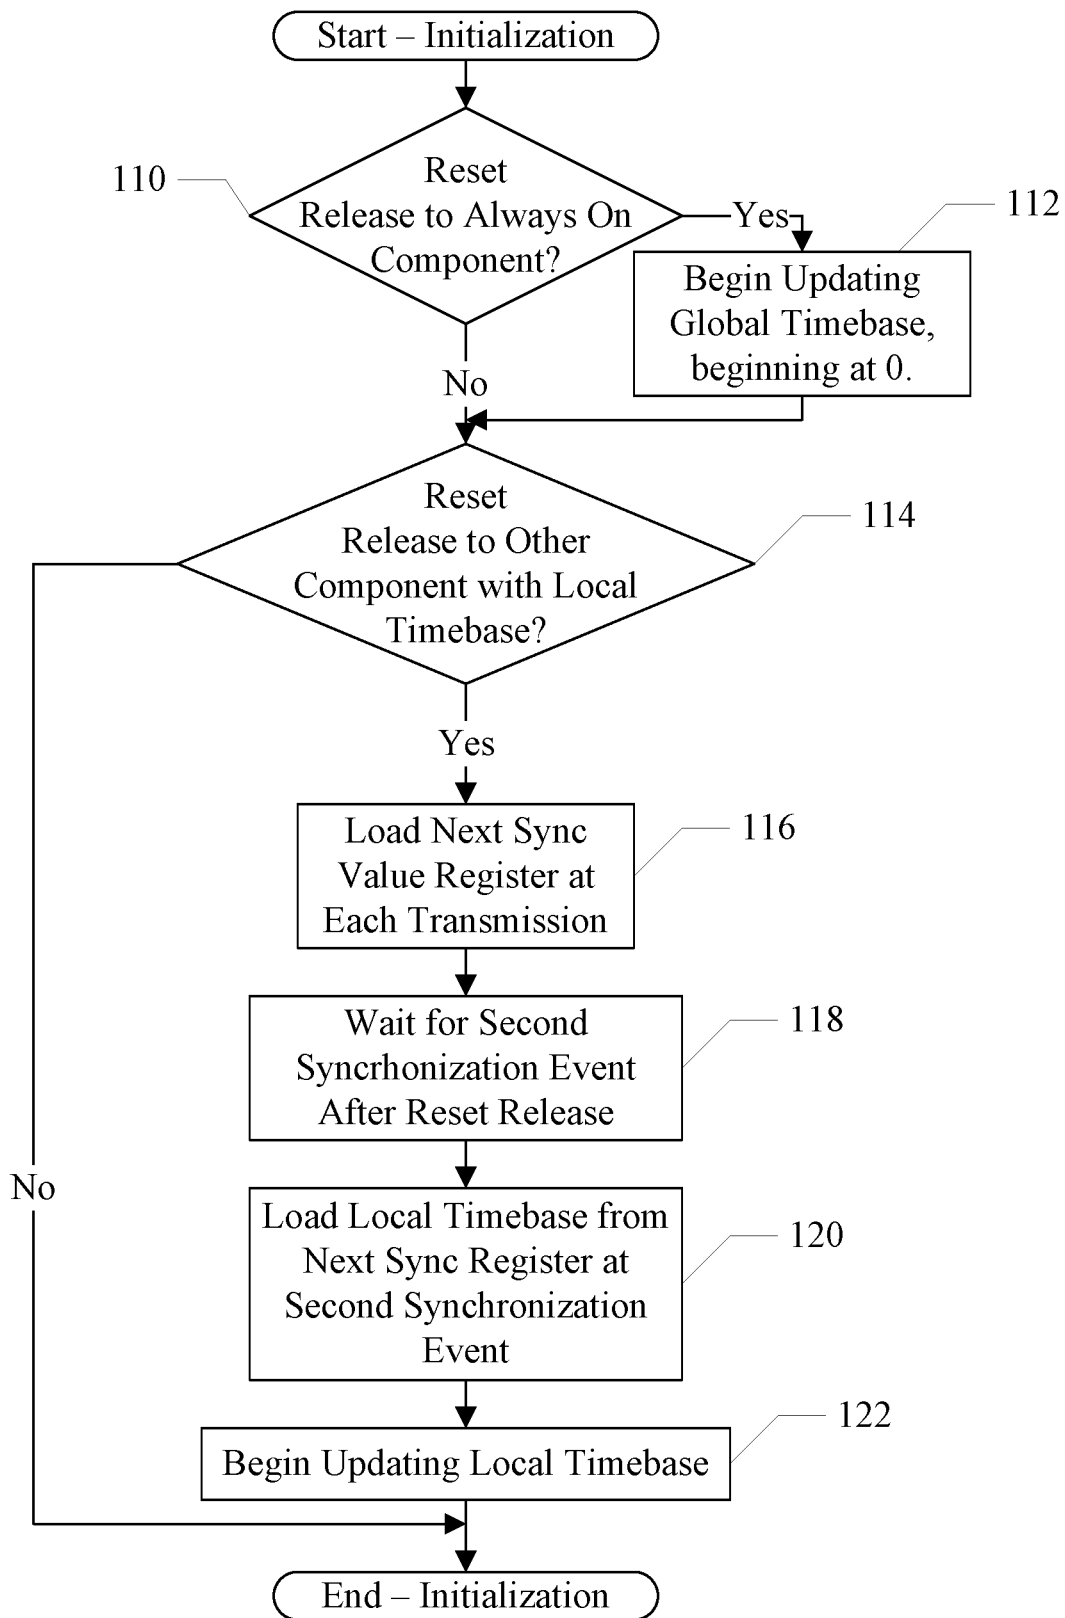 Start – Initialization
110
Reset
Release to Always On
Component?
Yes
112
Begin Updating
Global Timebase,
beginning at 0.
No
Reset
Release to Other
Component with Local
Timebase?
114
Yes
Load Next Sync
Value Register at
Each Transmission
116
Wait for Second
Syncrhonization Event
After Reset Release
118
No
Load Local Timebase from
Next Sync Register at
Second Synchronization
Event
120
Begin Updating Local Timebase
122
End – Initialization